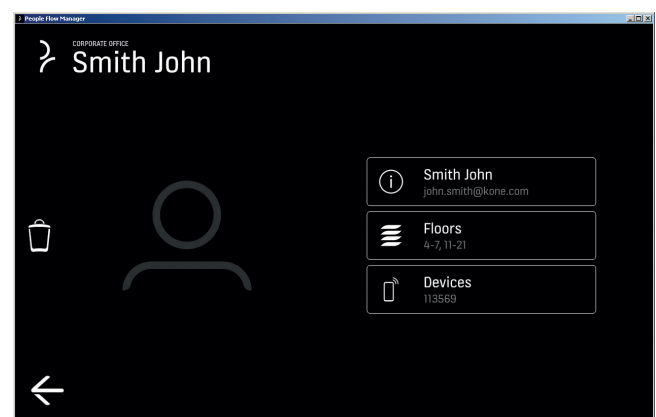 People Flow Manager
CORPORATE OFFICE
Smith John
Smith John
john.smith@kone.com
Floors
4-7, 11-21
Devices
113569